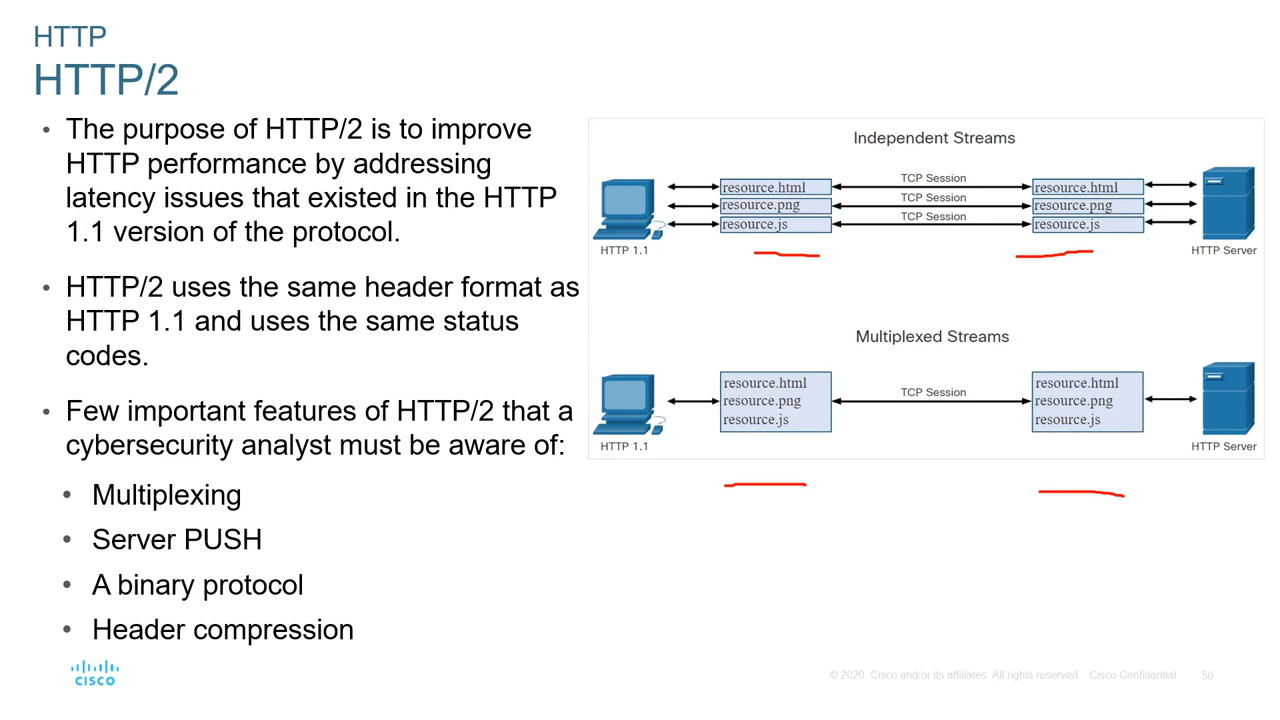 HTTP
HTTP/2
• The purpose of HTTP/2 is to improve
HTTP performance by addressing
latency issues that existed in the HTTP
1.1 version of the protocol.
• HTTP/2 uses the same header format as
HTTP 1.1 and uses the same status
codes.
• Few important features of HTTP/2 that a
cybersecurity analyst must be aware of:
• Multiplexing
• Server PUSH
• A binary protocol
• Header compression
Independent Streams
TCP Session
resource.html resource.html
resource.png TCP Session resource.png
resource.js TCP Session resource.js
HTTP 1.1 HTTP Server
Multiplexed Streams
resource.html resource.html
resource.png TCP Session resource.png
resource.js resource.js
HTTP 1.1 HTTP Server
CISCO
© 2020 Cisco and/or its affiliates. All rights reserved. Cisco Confidential 50